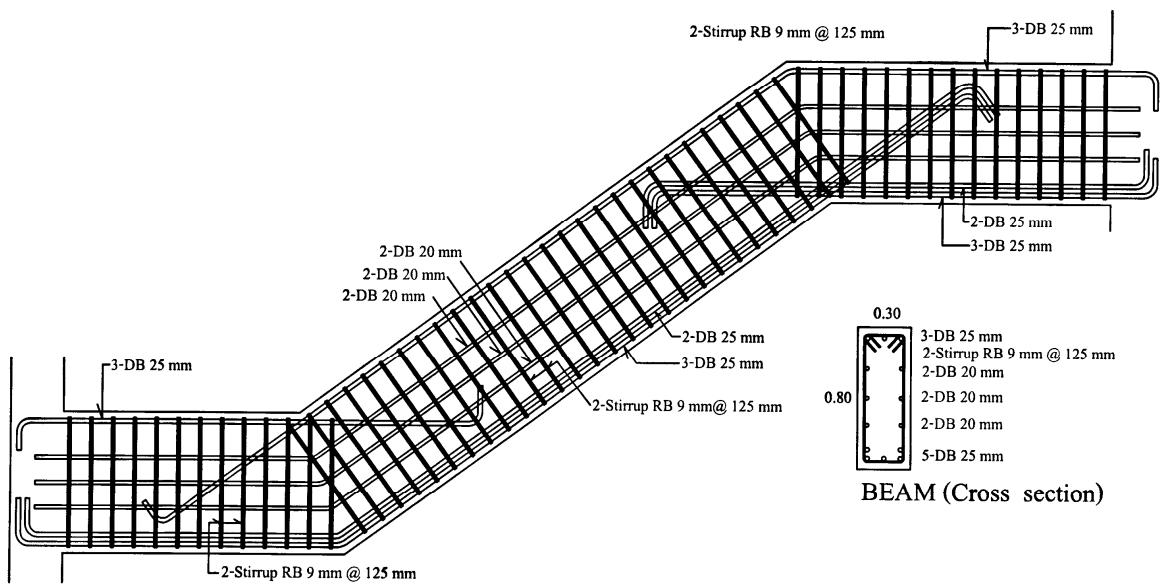 3-DB 25 mm
2-Stirrup RB 9 mm @ 125 mm
2-DB 25 mm
3-DB 25 mm
2-DB 20 mm
2-DB 20 mm
2-DB 20 mm
2-DB 25 mm
3-DB 25 mm
2-Stirrup RB 9 mm@ 125 mm
3-DB 25 mm
2-Stirrup RB 9 mm @ 125 mm
0.30
0.80
3-DB 25 mm
2-Stirrup RB 9 mm @ 125 mm
2-DB 20 mm
2-DB 20 mm
2-DB 20 mm
5-DB 25 mm
BEAM (Cross section)